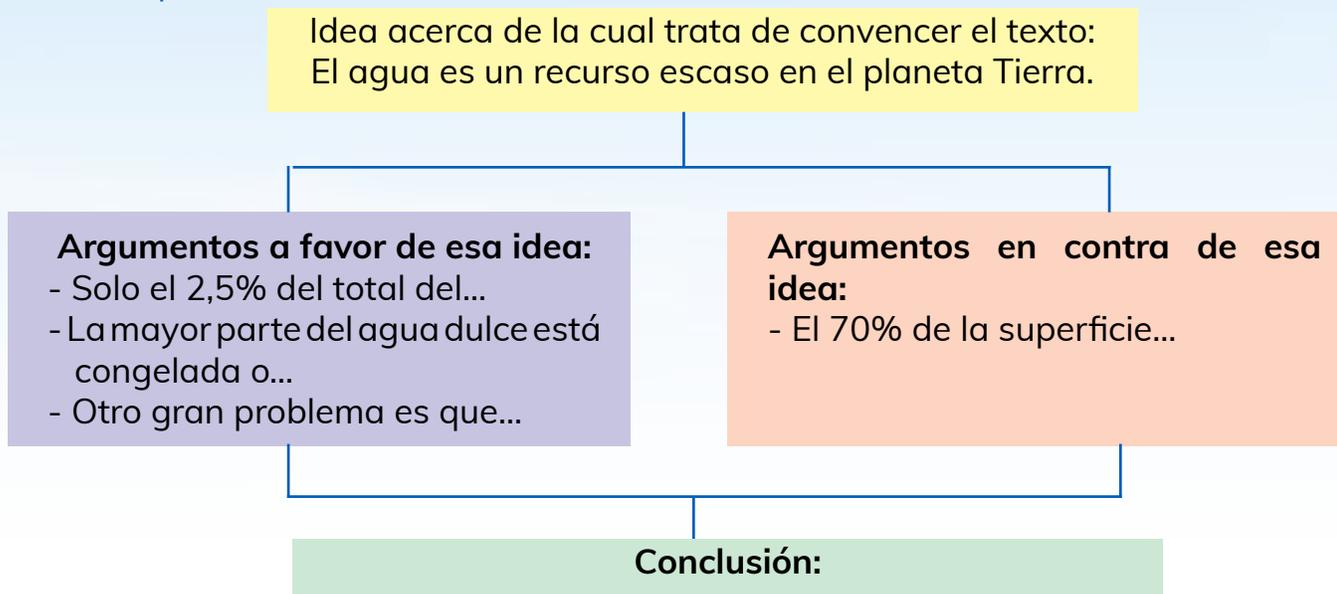 Idea acerca de la cual trata de convencer el texto:
El agua es un recurso escaso en el planeta Tierra.
Argumentos a favor de esa idea:
- Solo el 2,5% del total del...
- La mayor parte del agua dulce está
congelada o...
- Otro gran problema es que...
Argumentos en contra de esa
idea:
- El 70% de la superficie...
Conclusión: